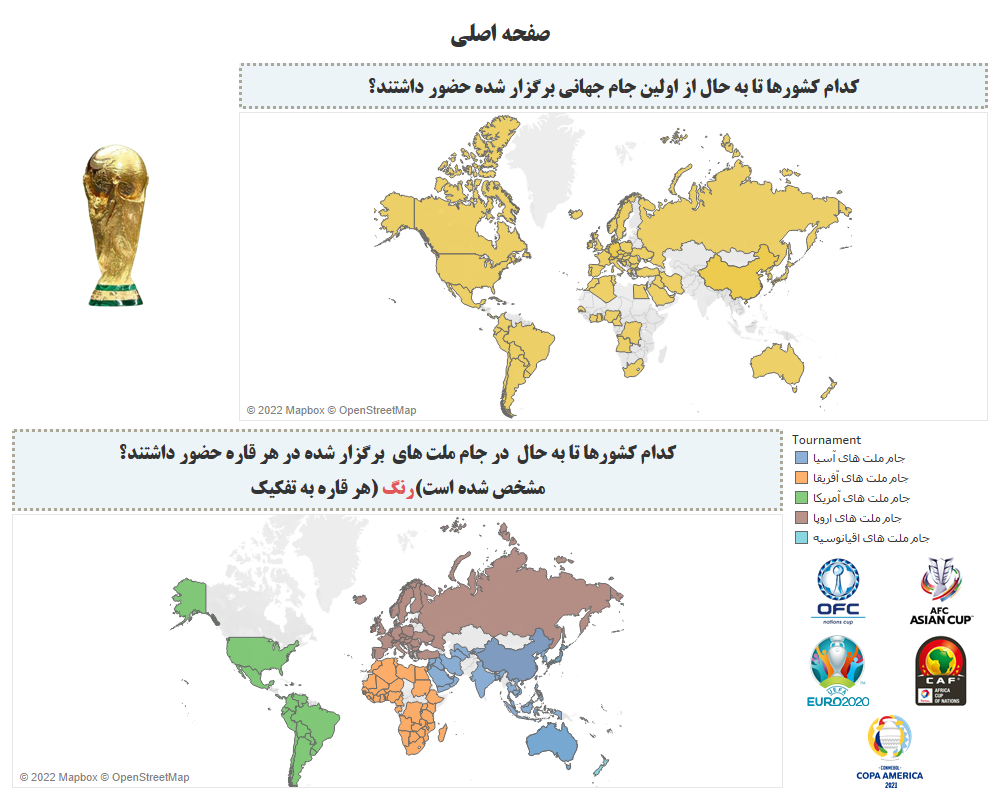 صفحه اصلی
کدام کشورها تا به حال از اولین جام جهانی برگزار شده حضور داشتند؟
© 2022 Mapbox © OpenStreetMap
کدام کشورها تا به حال در جام ملت های برگزار شده در هر قاره حضور داشتند؟
مشخص شده است)رنگ (هر قاره به تفکیک
Tournament
جام ملت های آسیا
جام ملت های آفریقا
جام ملت های آمریکا
جام ملت های اروپا
جام ملت های اقیانوسیه
OFC
nations cup
AFC
ASIAN CUP
UEFA
EURO2020
CAF
AFRICA
CUP
OF NATIONS
CONMEBOL
COPA AMERICA
2021
© 2022 Mapbox © OpenStreetMap